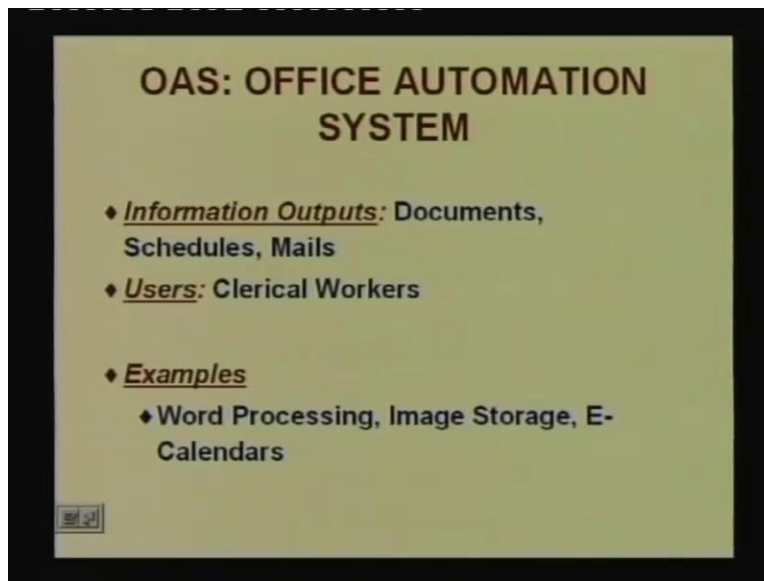 OAS: OFFICE AUTOMATION
SYSTEM
♦ Information Outputs: Documents,
Schedules, Mails
♦ Users: Clerical Workers
♦ Examples
♦ Word Processing, Image Storage, E-
Calendars